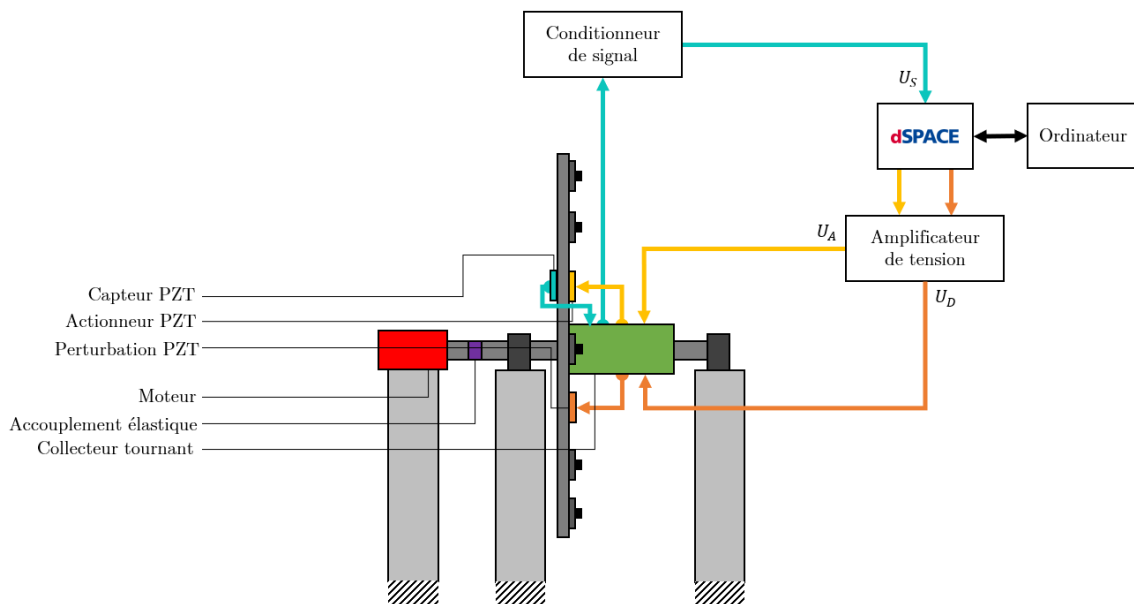 Conditionneur
de signal
U_S
dSPACE
Ordinateur
U_A
Amplificateur
de tension
U_D
Capteur PZT
Actionneur PZT
Perturbation PZT
Moteur
Accouplement élastique
Collecteur tournant